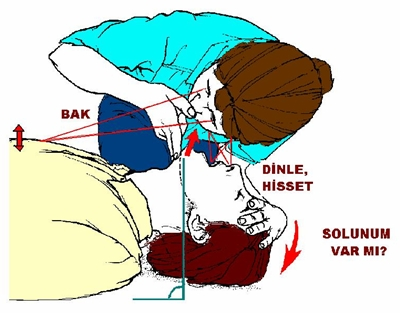 BAK
DİNLE,
HİSSET
SOLUNUM
VAR MI?